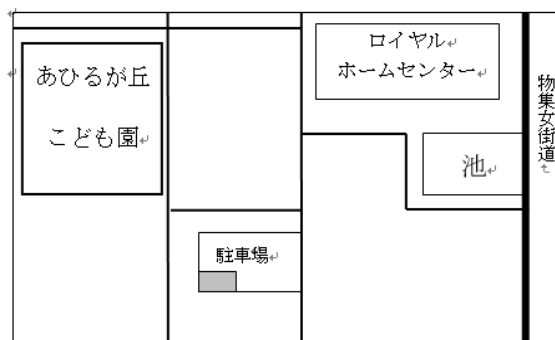 あひるが丘
こども園
ロイヤル
ホームセンター
物集女街道
池
駐車場